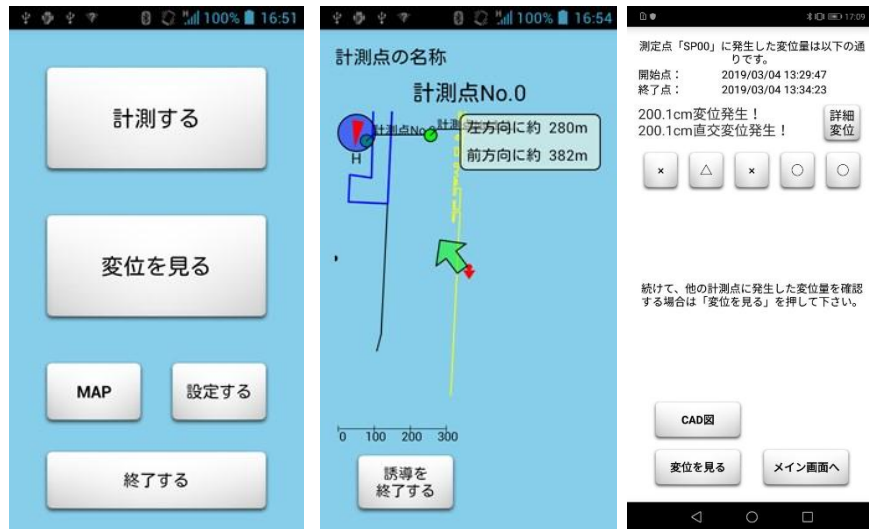 100% 16:51
計測する
変位を見る
MAP
設定する
終了する
100% 16:54
計測点の名称
計測点No.0
計測点No.
計測
左方向に約 280m
前方向に約 382m
H
0 100 200 300
誘導を
終了する
17:09
測定点「SP00」に発生した変位量は以下の通
りです。
開始点： 2019/03/04 13:29:47
終了点： 2019/03/04 13:34:23
200.1cm変位発生！
200.1cm直交変位発生！
詳細
変位
× △ × ○ ○
続けて、他の計測点に発生した変位量を確認
する場合は「変位を見る」を押して下さい。
CAD図
変位を見る
メイン画面へ